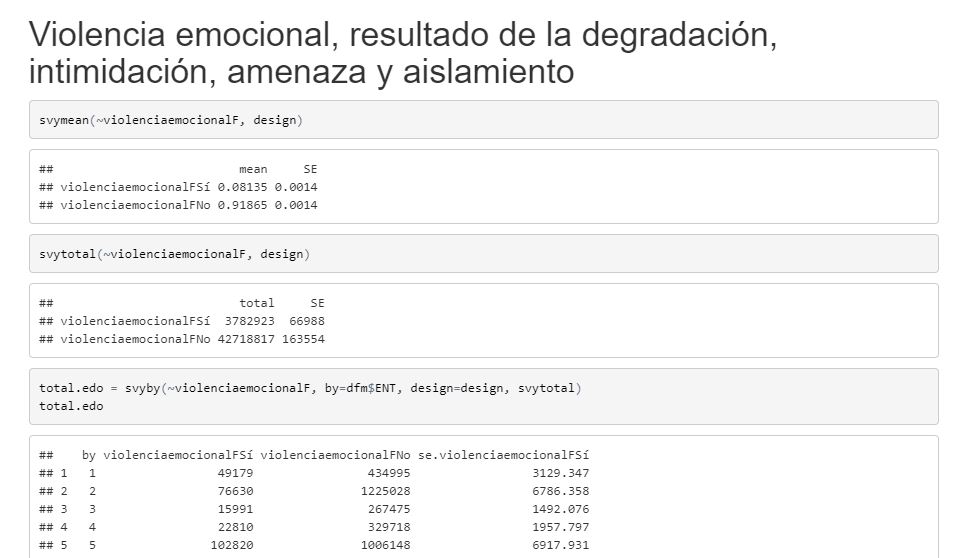 Violencia emocional, resultado de la degradación,
intimidación, amenaza y aislamiento
svymean(~violenciaemocionalF, design)
## mean SE
## violenciaemocionalFSí 0.08135 0.0014
## violenciaemocionalFNo 0.91865 0.0014
svytotal(~violenciaemocionalF, design)
## total SE
## violenciaemocionalFSí 3782923 66988
## violenciaemocionalFNo 42718817 163554
total.edo = svyby(~violenciaemocionalF, by=dfm$ENT, design=design, svytotal)
total.edo
## by violenciaemocionalFSí violenciaemocionalFNo se.violenciaemocionalFSí
## 1 1 49179 434995 3129.347
## 2 2 76630 1225028 6786.358
## 3 3 15991 267475 1492.076
## 4 4 22810 329718 1957.797
## 5 5 102820 1006148 6917.931